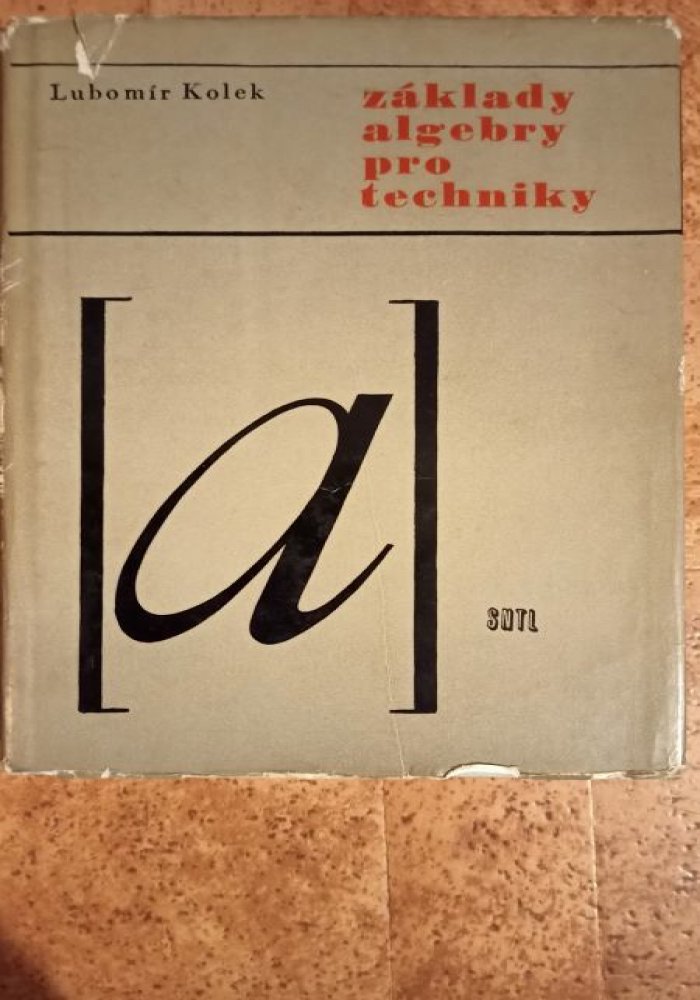 Lubomír Kolek
základy
algebry
pro
techniky
[a]
SNTL